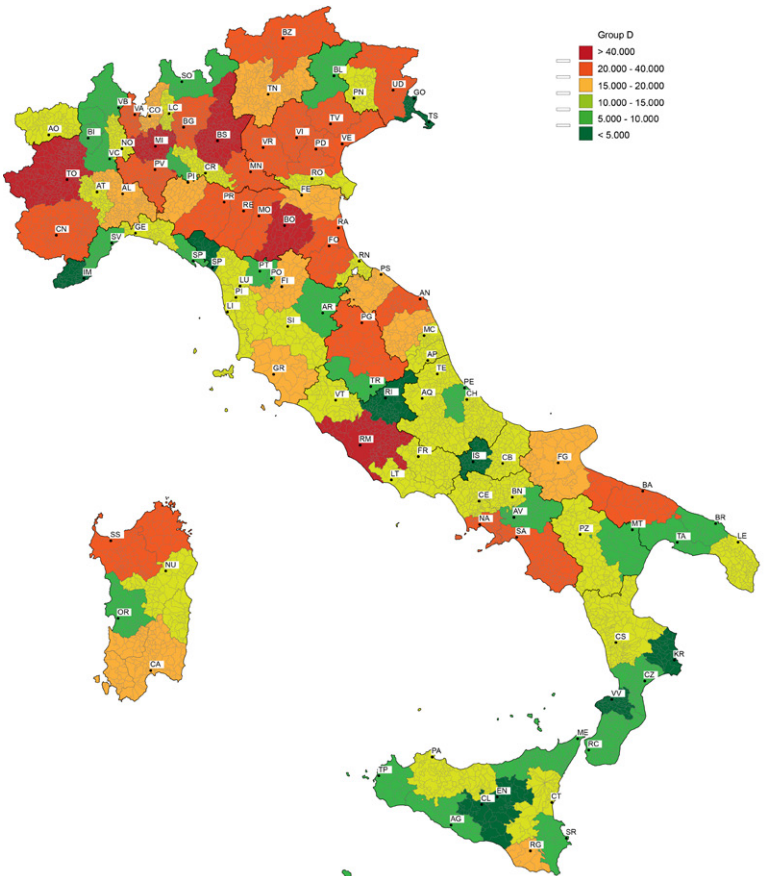 Group D
> 40.000
20.000 - 40.000
15.000 - 20.000
10.000 - 15.000
5.000 - 10.000
< 5.000
BZ
SO
BL
UD
TN
PN
GO
VB
VA
CO
LC
TS
AO
BI
BG
TV
NO
MI
BS
VI
VE
VC
VR
PD
TO
PV
PI
CR
MN
RO
AT
AL
FE
PR
RE
MO
BO
RA
CN
GE
SV
FO
IM
SP
SP
PT
PO
FI
RN
PS
LU
PI
AN
LI
AR
SI
PG
MC
AP
GR
TR
TE
VT
RI
AQ
PE
CH
RM
FR
IS
CB
FG
LT
CE
BN
BA
NA
AV
SA
PZ
MT
BR
TA
LE
SS
NU
OR
CS
KR
CA
CZ
VV
ME
RC
PA
TP
EN
CL
CT
AG
SR
RG